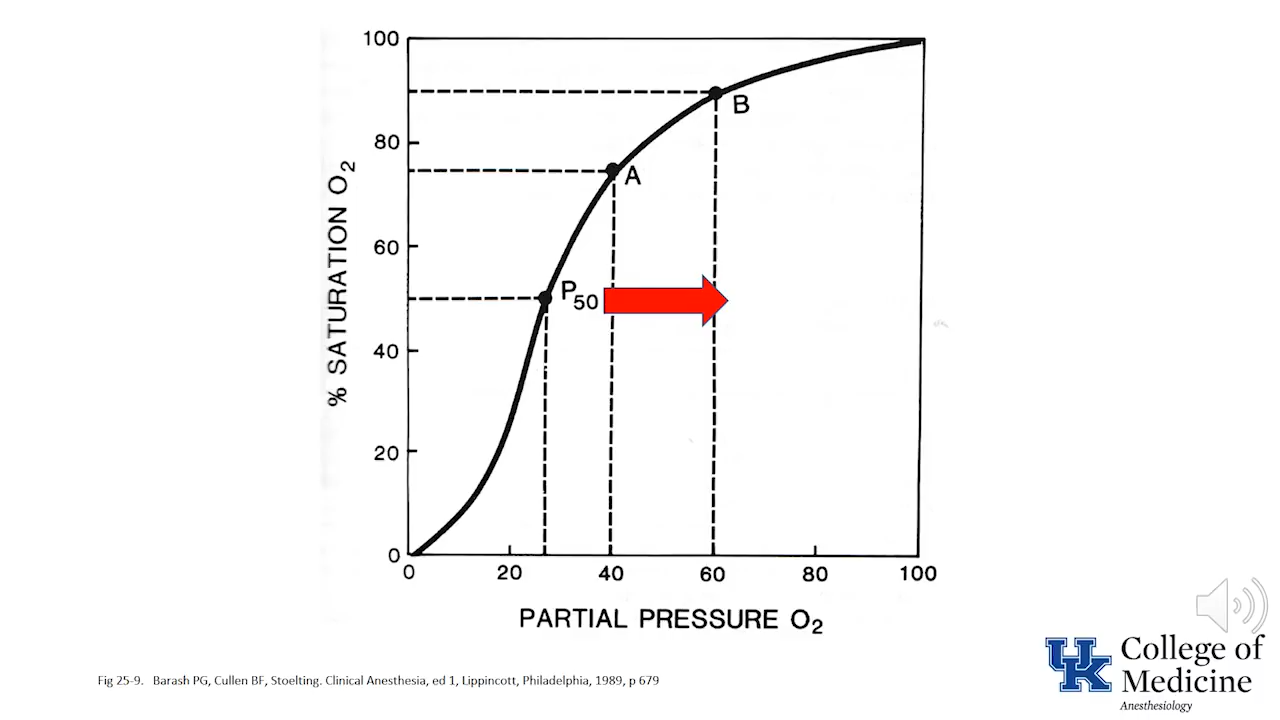 100
80
60
40
20
0
% SATURATION O2
B
A
P50
0 20 40 60 80 100
PARTIAL PRESSURE O2
Fig 25-9. Barash PG, Cullen BF, Stoelting. Clinical Anesthesia, ed 1, Lippincott, Philadelphia, 1989, p 679
UK
College of
Medicine
Anesthesiology